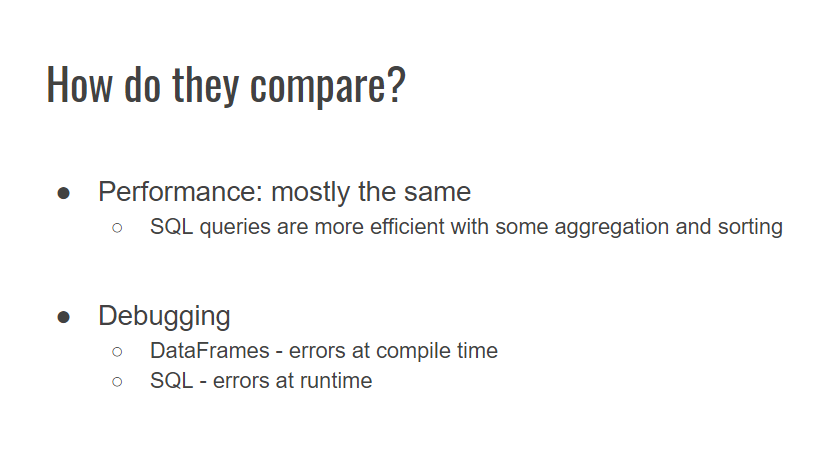 How do they compare?
● Performance: mostly the same
○ SQL queries are more efficient with some aggregation and sorting
● Debugging
○ DataFrames - errors at compile time
○ SQL - errors at runtime